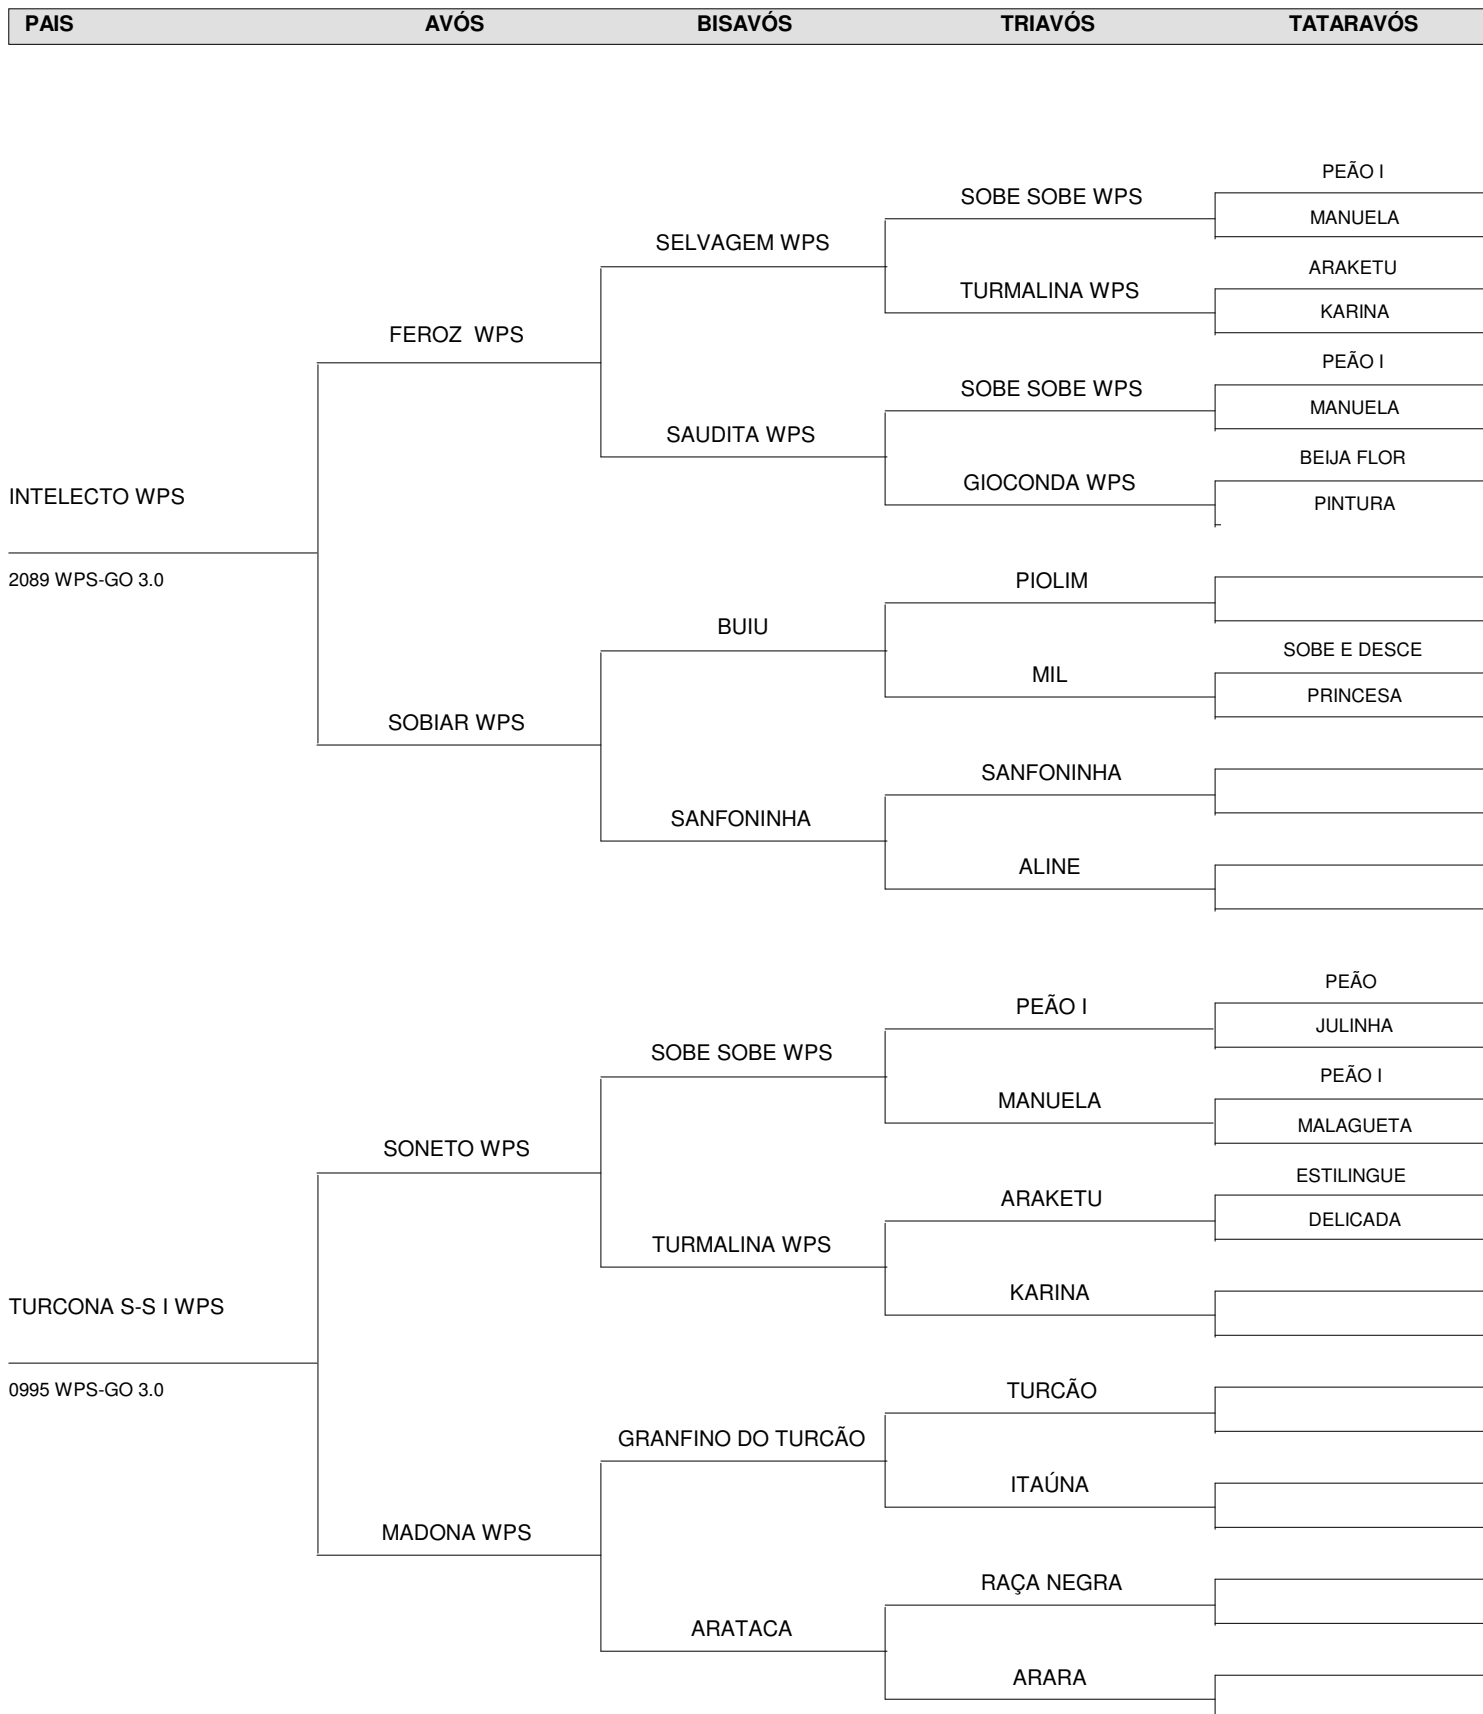 PAIS AVÓS BISAVÓS TRIAVÓS TATARAVÓS
PEÃO I
SOBE SOBE WPS
MANUELA
SELVAGEM WPS
ARAKETU
TURMALINA WPS
KARINA
FEROZ WPS
PEÃO I
SOBE SOBE WPS
MANUELA
SAUDITA WPS
BEIJA FLOR
GIOCONDA WPS
INTELECTO WPS
PINTURA
2089 WPS-GO 3.0
PIOLIM
BUIU
SOBE E DESCE
MIL
PRINCESA
SOBIAR WPS
SANFONINHA
SANFONINHA
ALINE
PEÃO
PEÃO I
JULINHA
SOBE SOBE WPS
PEÃO I
MANUELA
MALAGUETA
SONETO WPS
ESTILINGUE
ARAKETU
DELICADA
TURMALINA WPS
KARINA
TURCONA S-S I WPS
0995 WPS-GO 3.0
TURCÃO
GRANFINO DO TURCÃO
ITAÚNA
MADONA WPS
RAÇA NEGRA
ARATACA
ARARA